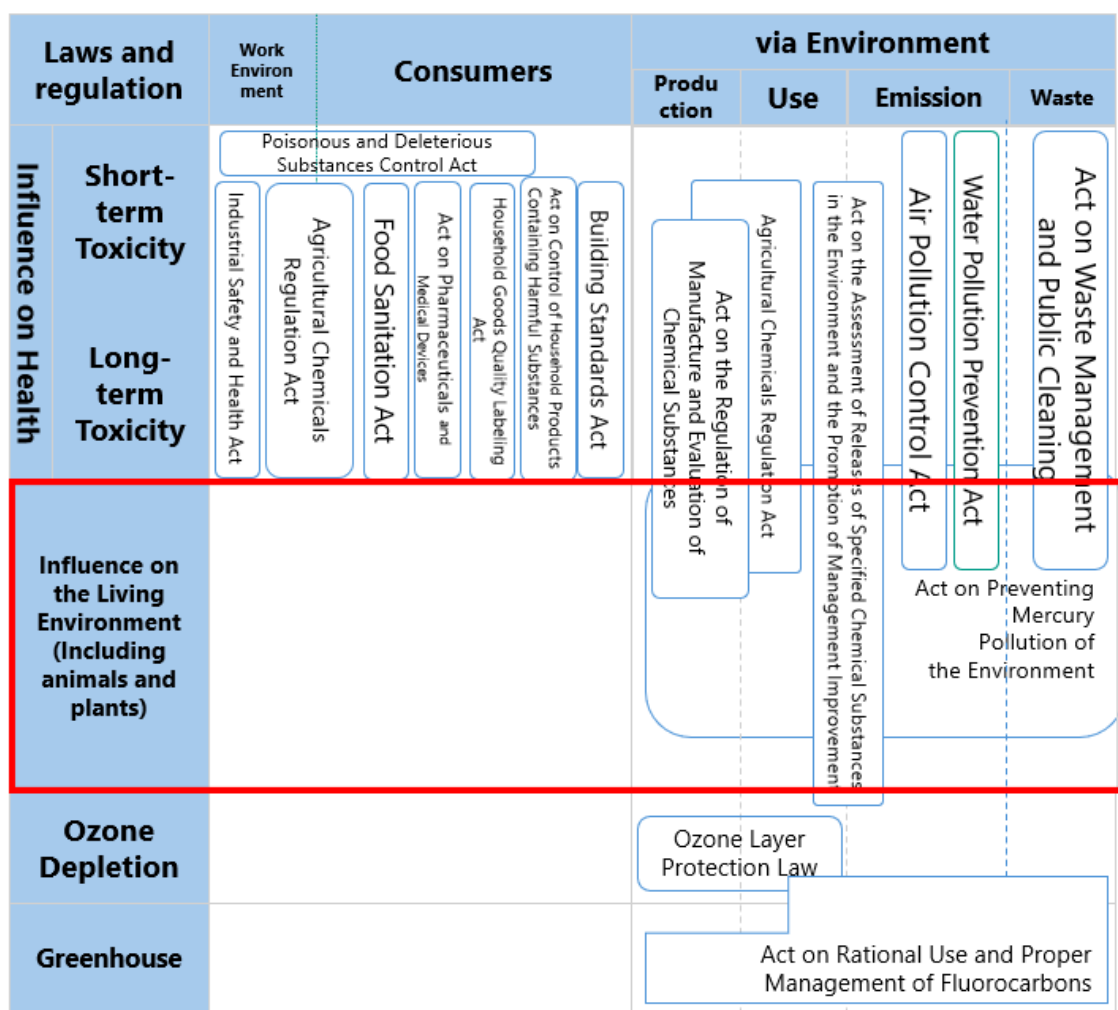 Laws and
regulation
Work
Environ
ment
Consumers
via Environment
Produ
ction
Use
Emission
Waste
Influence on Health
Short-
term
Toxicity
Long-
term
Toxicity
Poisonous and Deleterious
Substances Control Act
Industrial Safety and Health Act
Agricultural Chemicals
Regulation Act
Food Sanitation Act
Act on Pharmaceuticals and
Medical Devices
Household Goods Quality Labeling
Act
Act on Control of Household Products
Containing Harmful Substances
Building Standards Act
Act on the Regulation of
Manufacture and Evaluation of
Chemical Substances
Agricultural Chemicals Regulation Act
Act on the Assessment of Releases of Specified Chemical Substances
in the Environment and the Promotion of Management Improvement
Air Pollution Control Act
Water Pollution Prevention Act
Act on Waste Management
and Public Cleaning
Influence on
the Living
Environment
(Including
animals and
plants)
Act on Preventing
Mercury
Pollution of
the Environment
Ozone
Depletion
Ozone Layer
Protection Law
Greenhouse
Act on Rational Use and Proper
Management of Fluorocarbons